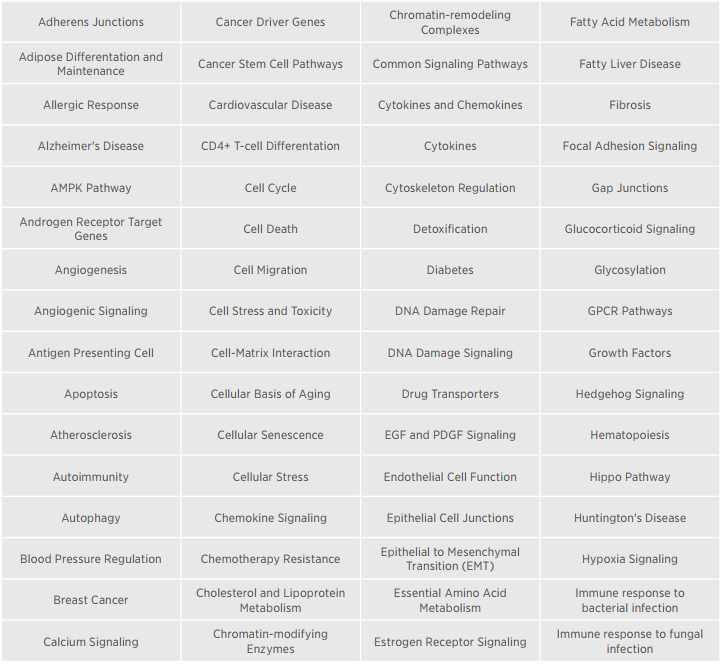 Adherens Junctions
Cancer Driver Genes
Chromatin-remodeling
Complexes
Fatty Acid Metabolism
Adipose Differentation and
Maintenance
Cancer Stem Cell Pathways
Common Signaling Pathways
Fatty Liver Disease
Allergic Response
Cardiovascular Disease
Cytokines and Chemokines
Fibrosis
Alzheimer's Disease
CD4+ T-cell Differentation
Cytokines
Focal Adhesion Signaling
AMPK Pathway
Cell Cycle
Cytoskeleton Regulation
Gap Junctions
Androgen Receptor Target
Genes
Cell Death
Detoxification
Glucocorticoid Signaling
Angiogenesis
Cell Migration
Diabetes
Glycosylation
Angiogenic Signaling
Cell Stress and Toxicity
DNA Damage Repair
GPCR Pathways
Antigen Presenting Cell
Cell-Matrix Interaction
DNA Damage Signaling
Growth Factors
Apoptosis
Cellular Basis of Aging
Drug Transporters
Hedgehog Signaling
Atherosclerosis
Cellular Senescence
EGF and PDGF Signaling
Hematopoiesis
Autoimmunity
Cellular Stress
Endothelial Cell Function
Hippo Pathway
Autophagy
Chemokine Signaling
Epithelial Cell Junctions
Huntington's Disease
Blood Pressure Regulation
Chemotherapy Resistance
Epithelial to Mesenchymal
Transition (EMT)
Hypoxia Signaling
Breast Cancer
Cholesterol and Lipoprotein
Metabolism
Essential Amino Acid
Metabolism
Immune response to
bacterial infection
Calcium Signaling
Chromatin-modifying
Enzymes
Estrogen Receptor Signaling
Immune response to fungal
infection